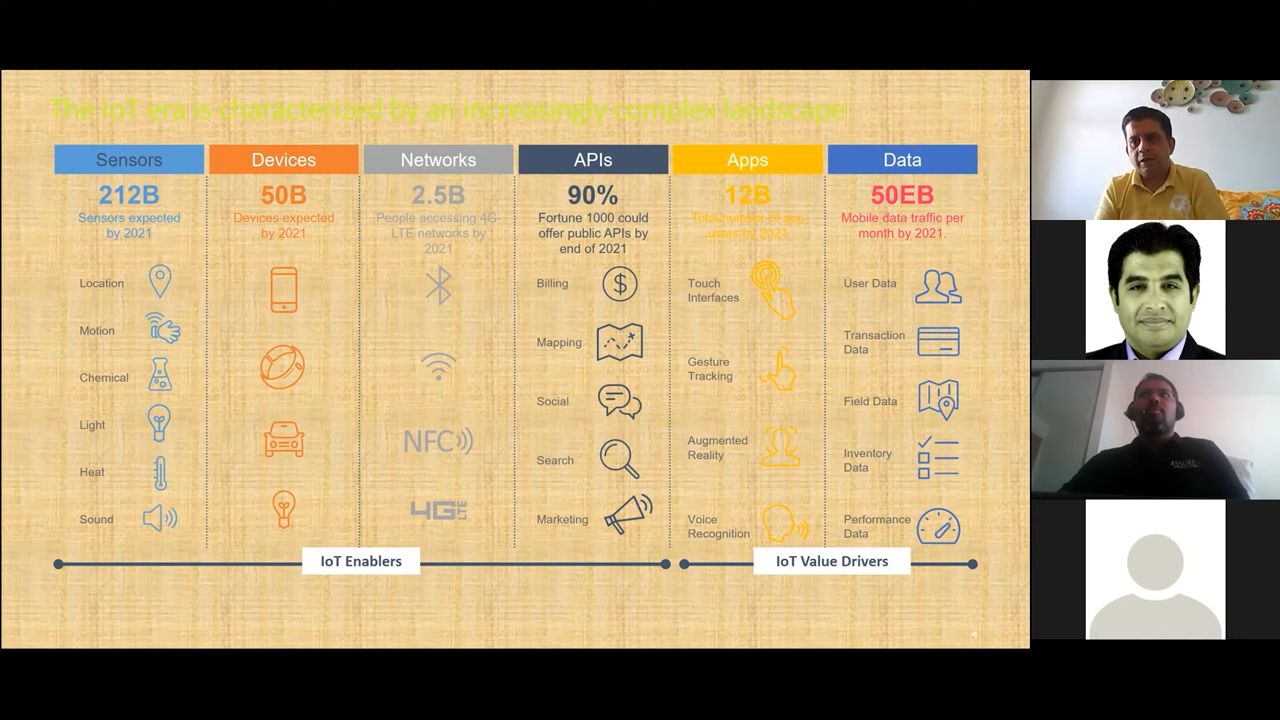 The IoT era is characterized by an increasingly complex landscape
Sensors
212B
Sensors expected
by 2021
Location
Motion
Chemical
Light
Heat
Sound
Devices
50B
Devices expected
by 2021
Networks
2.5B
People accessing 4G-
LTE networks by
2021
NFC
4G LTE
APIs
90%
Fortune 1000 could
offer public APIs by
end of 2021
Billing
Mapping
Social
Search
Marketing
Apps
12B
Total number of app
users by 2021
Touch
Interfaces
Gesture
Tracking
Augmented
Reality
Voice
Recognition
Data
50EB
Mobile data traffic per
month by 2021.
User Data
Transaction
Data
Field Data
Inventory
Data
Performance
Data
IoT Enablers
IoT Value Drivers
4
ASSURE